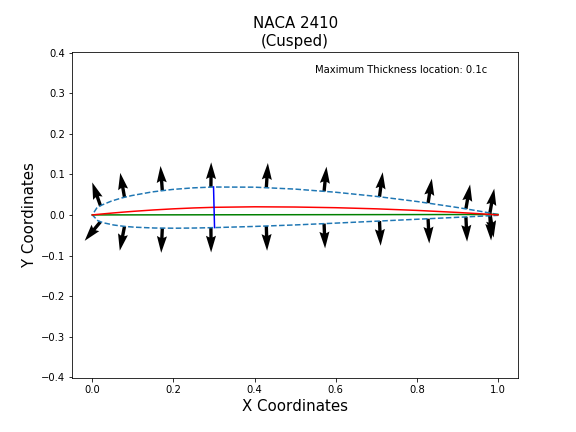 NACA 2410
(Cusped)
Maximum Thickness location: 0.1c
Y Coordinates
0.4
0.3
0.2
0.1
0.0
−0.1
−0.2
−0.3
−0.4
0.0 0.2 0.4 0.6 0.8 1.0
X Coordinates